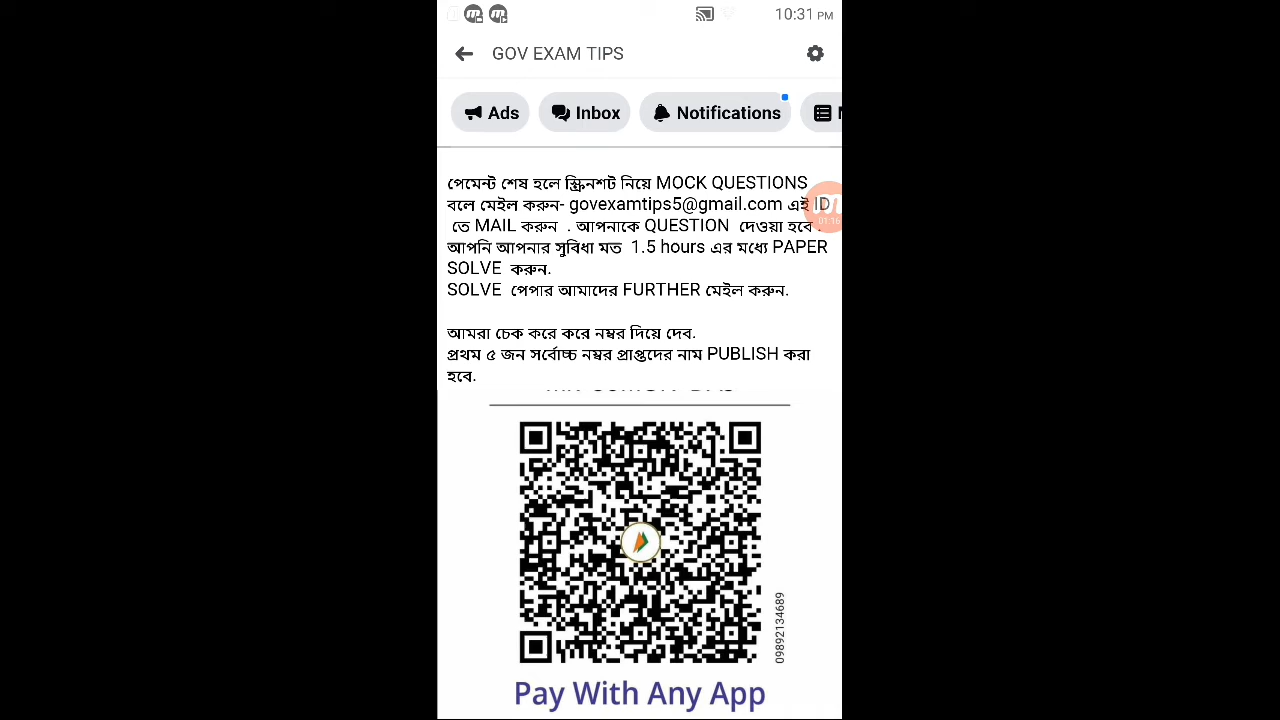 10:31 PM
GOV EXAM TIPS
Ads
Inbox
Notifications
পেমেন্ট শেষ হলে স্ক্রিনশট নিয়ে MOCK QUESTIONS
বলে মেইল করুন- govexamtips5@gmail.com এই ID
তে MAIL করুন . আপনাকে QUESTION দেওয়া হবে .
01:16
আপনি আপনার সুবিধা মত 1.5 hours এর মধ্যে PAPER
SOLVE করুন.
SOLVE পেপার আমাদের FURTHER মেইল করুন.
আমরা চেক করে করে নম্বর দিয়ে দেব.
প্রথম ৫ জন সর্বোচ্চ নম্বর প্রাপ্তদের নাম PUBLISH করা
হবে.
09892134689
Pay With Any App